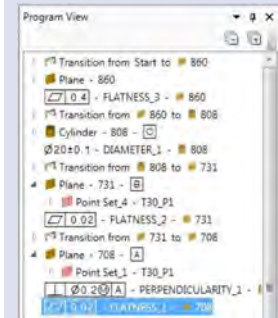 Program View
Transition from Start to 860
Plane - 860
0.4 - FLATNESS_3 - 860
Transition from 860 to 808
Cylinder - 808 - C
Ø20±0.1 - DIAMETER_1 - 808
Transition from 808 to 731
Plane - 731 - B
Point Set_4 - T30_P1
0.02 - FLATNESS_2 - 731
Transition from 731 to 708
Plane - 708 - A
Point Set_1 - T30_P1
⟂ Ø0.2Ⓜ A - PERPENDICULARITY_1 -
0.02 - FLATNESS_1 - 708